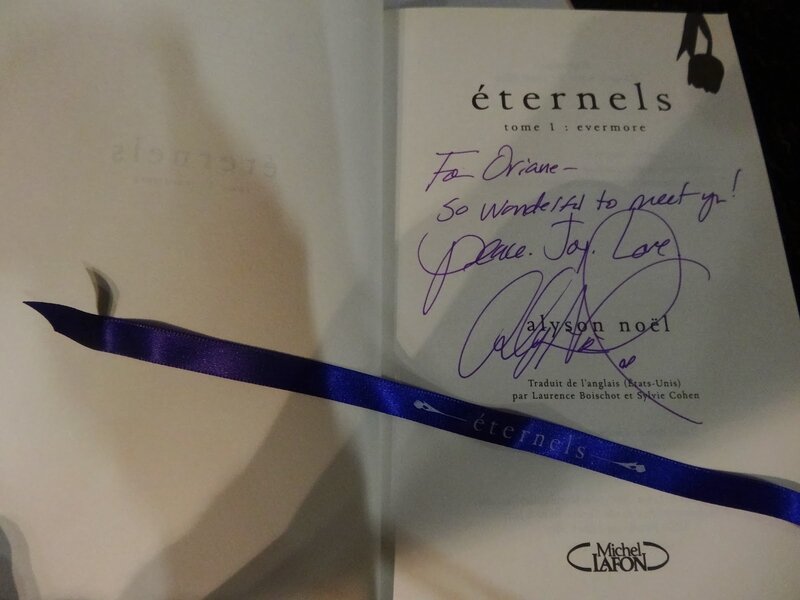 éternels
tome 1 : evermore
For Oriane –
So wonderful to meet you!
Peace. Joy. Love
alyson noël
Traduit de l'anglais (États-Unis)
par Laurence Boischot et Sylvie Cohen
éternels
Michel
LAFON